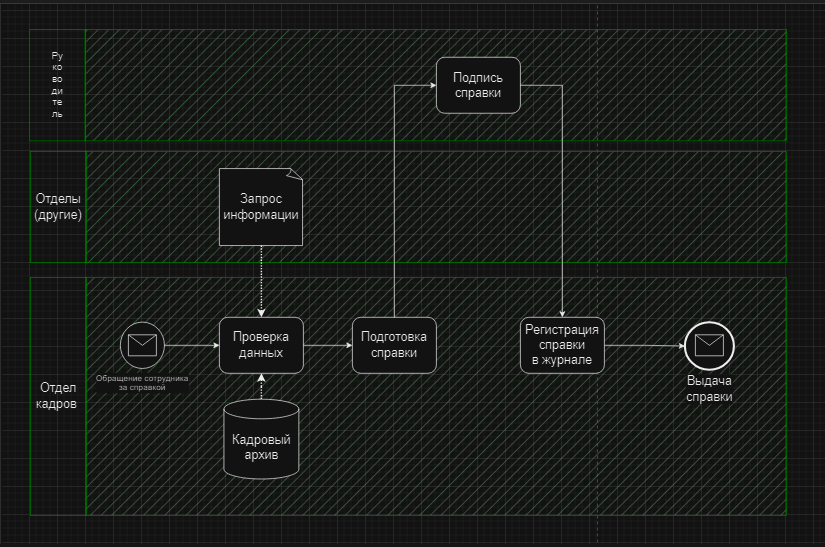 Ру
ко
во
ди
те
ль
Подпись
справки
Отделы
(другие)
Запрос
информации
Отдел
кадров
Обращение сотрудника
за справкой
Проверка
данных
Подготовка
справки
Регистрация
справки
в журнале
Выдача
справки
Кадровый
архив